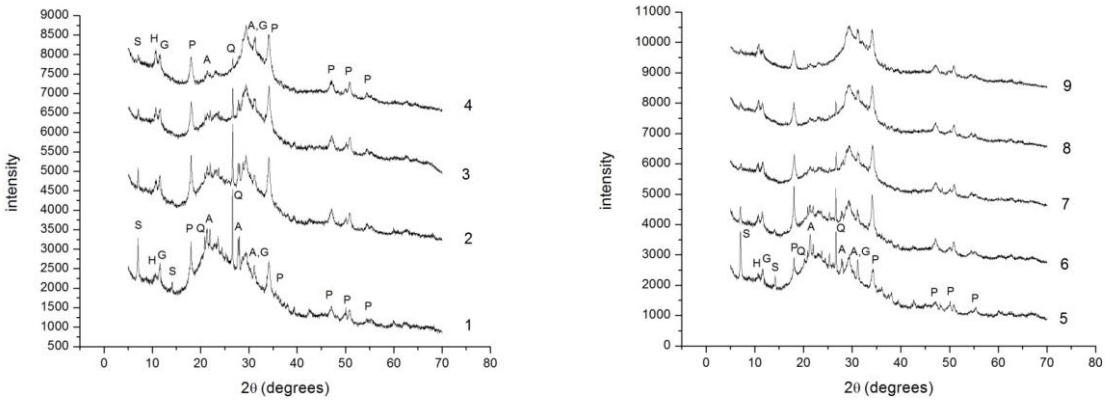 9000
8500
8000
7500
7000
6500
6000
5500
5000
4500
4000
3500
3000
2500
2000
1500
1000
500
intensity
S
H
G
P
A
Q
A,G
P
P
P
P
4
3
2
Q
S
H
G
S
P
Q
A
A
A,G
P
P
P
P
1
0 10 20 30 40 50 60 70 80
2θ (degrees)
11000
10000
9000
8000
7000
6000
5000
4000
3000
2000
1000
0
intensity
9
8
7
6
S
H
G
S
P
Q
A
Q
A
A,G
P
P
P
P
5
0 10 20 30 40 50 60 70 80
2θ (degrees)